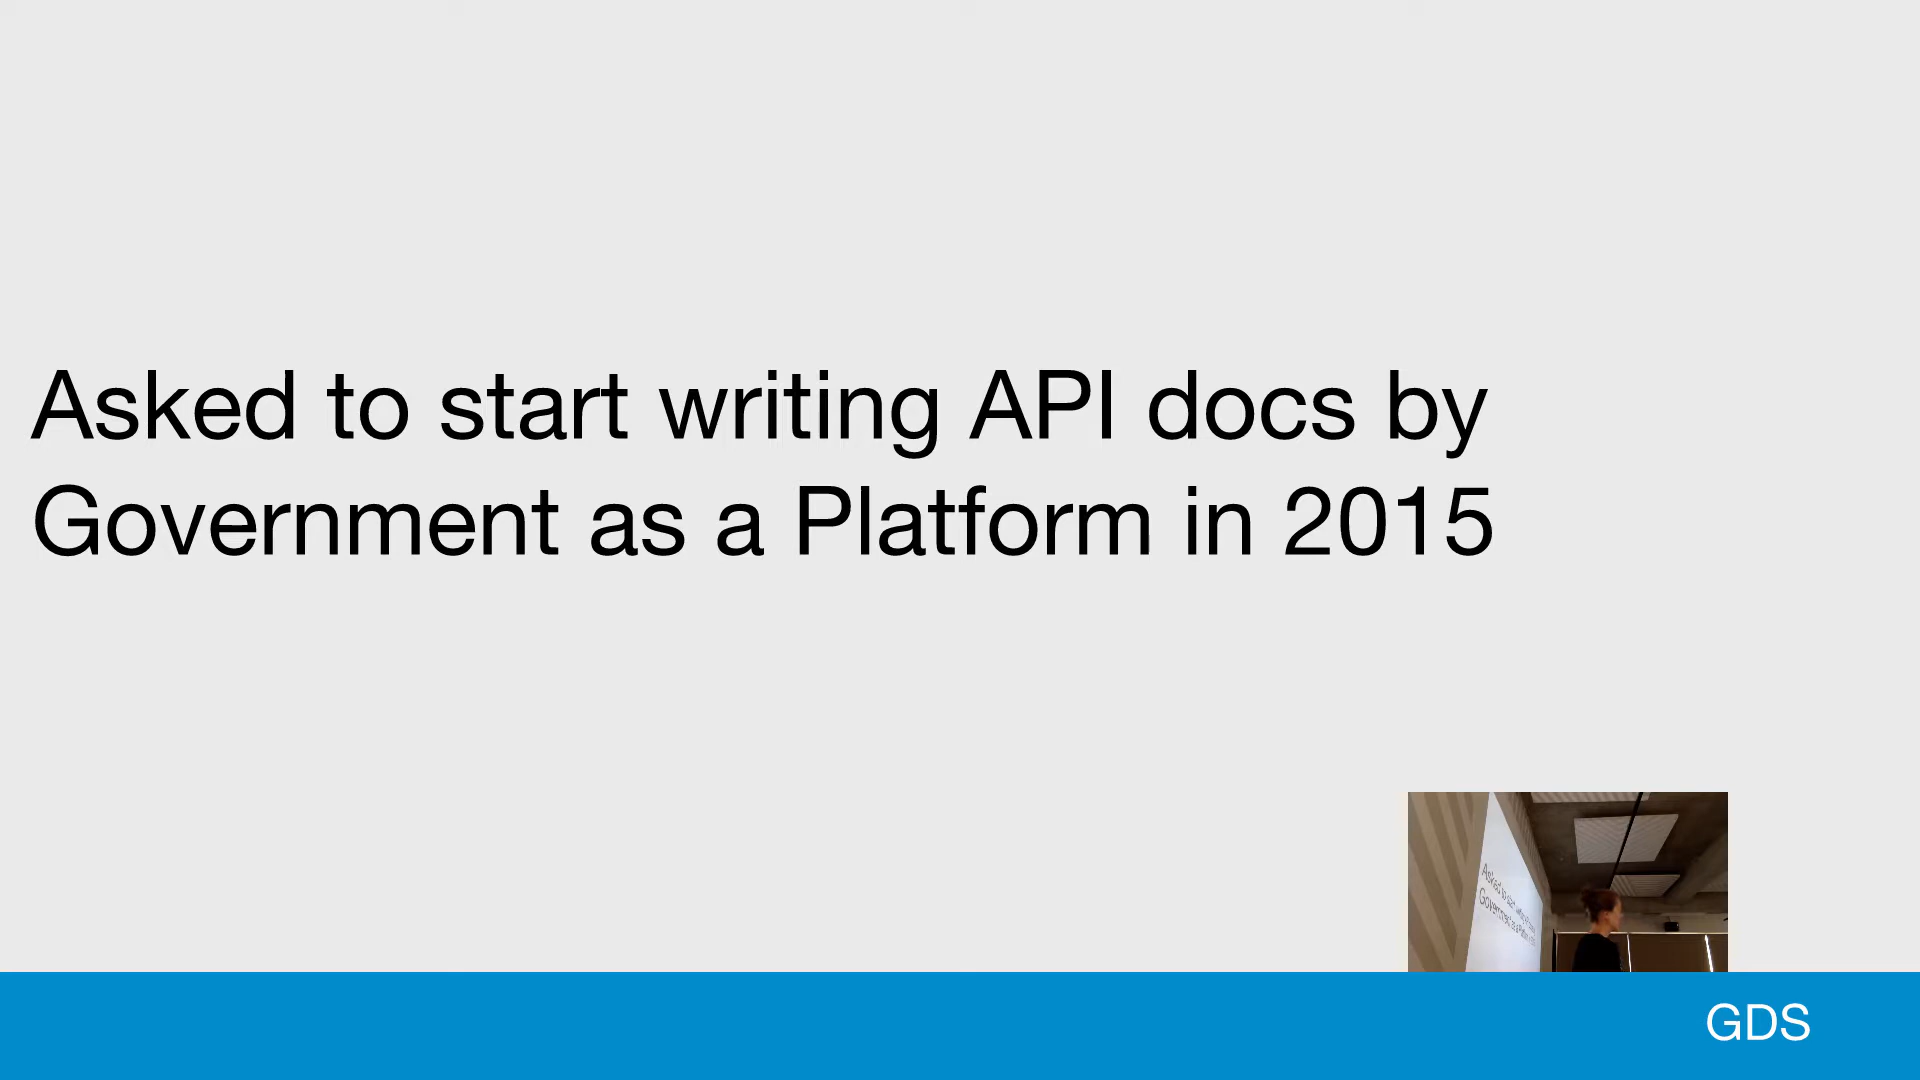 Asked to start writing API docs by
Government as a Platform in 2015
GDS